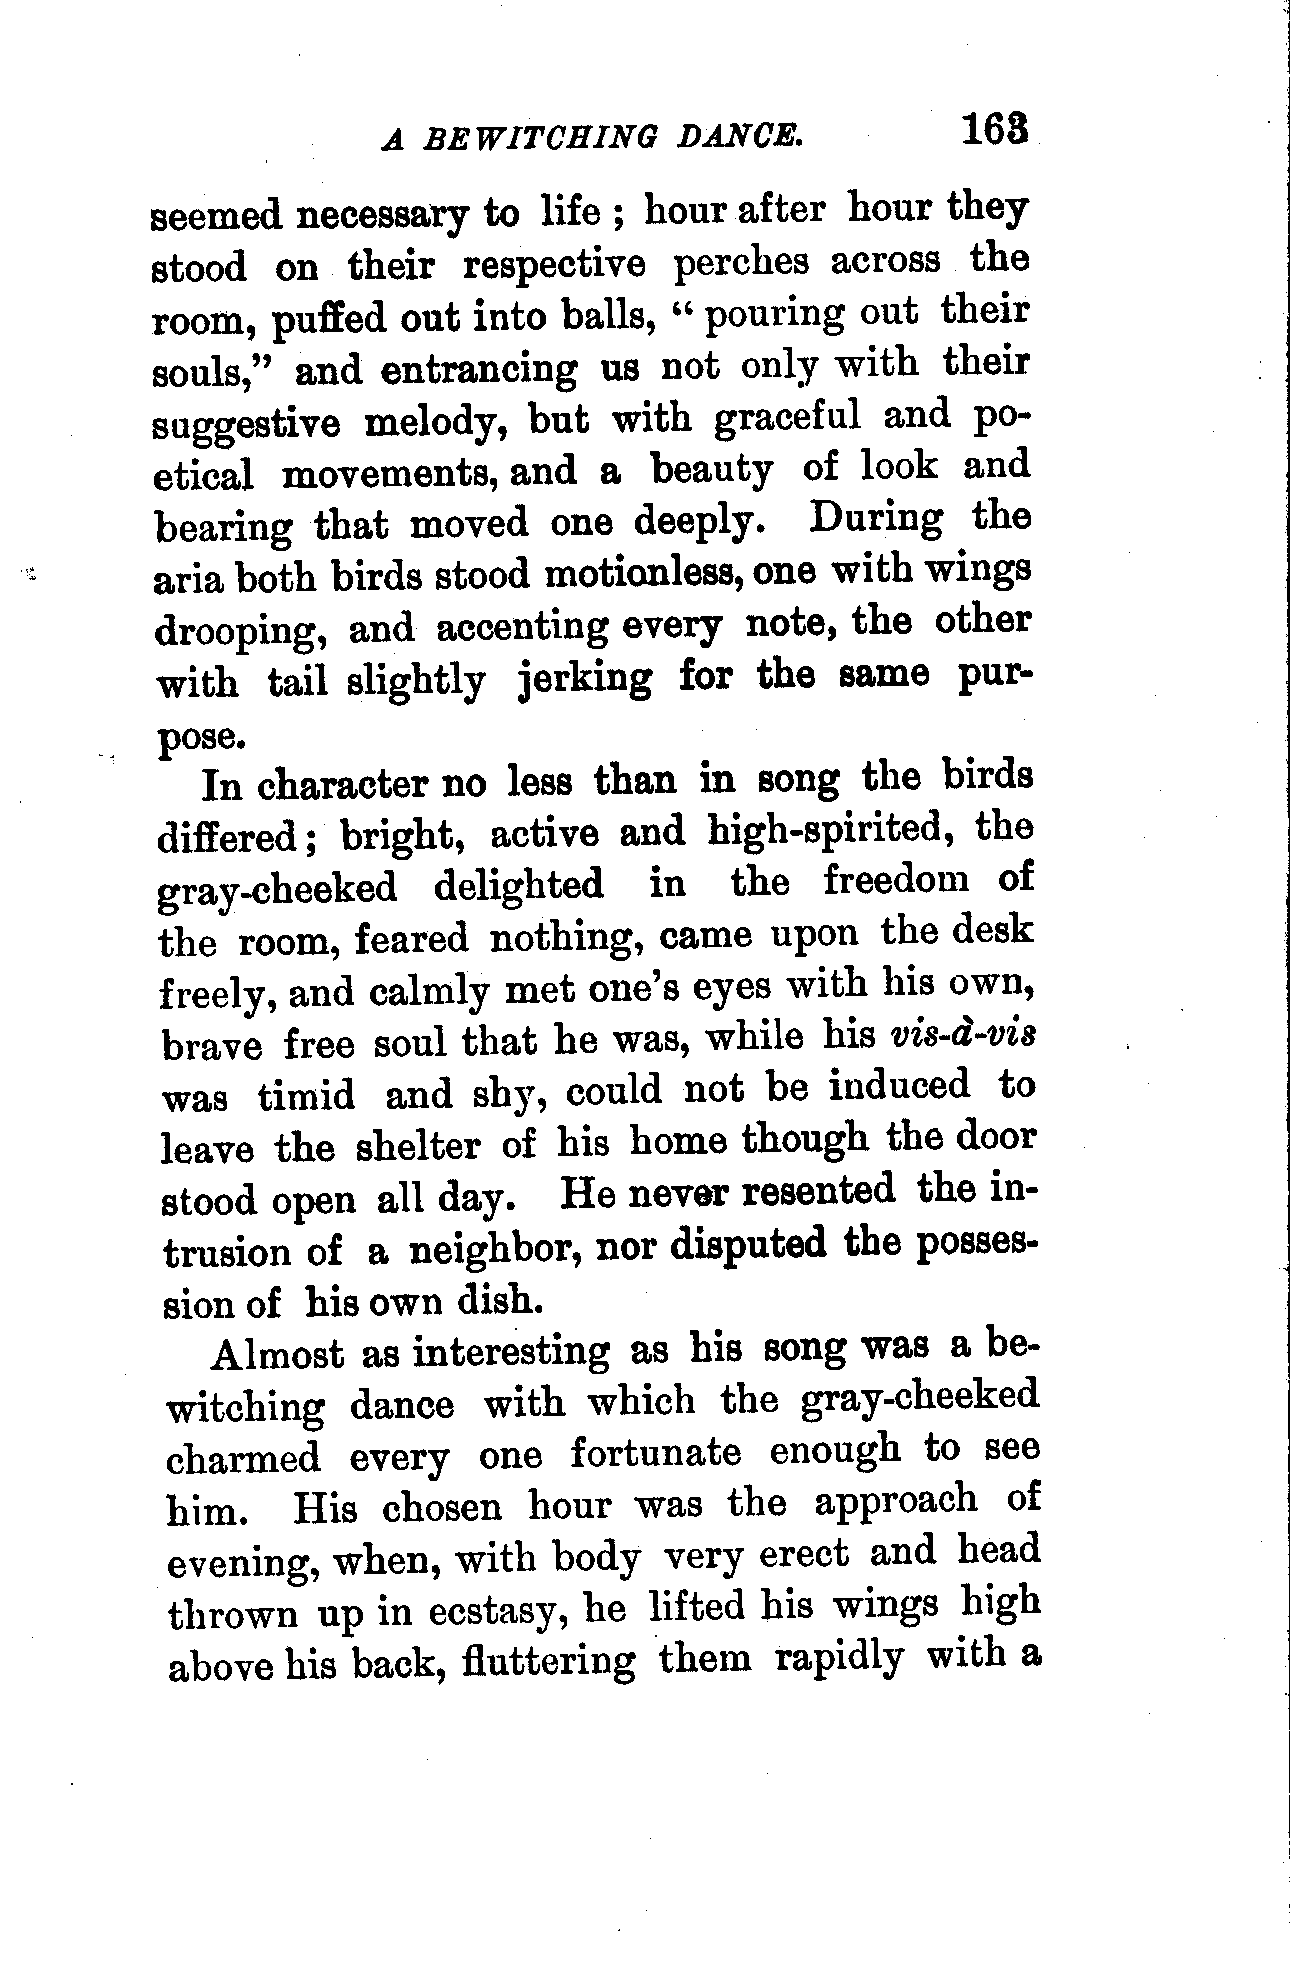 A BEWITCHING DANCE. 163
seemed necessary to life ; hour after hour they
stood on their respective perches across the
room, puffed out into balls, “ pouring out their
souls,” and entrancing us not only with their
suggestive melody, but with graceful and po-
etical movements, and a beauty of look and
bearing that moved one deeply. During the
aria both birds stood motionless, one with wings
drooping, and accenting every note, the other
with tail slightly jerking for the same pur-
pose.
In character no less than in song the birds
differed ; bright, active and high-spirited, the
gray-cheeked delighted in the freedom of
the room, feared nothing, came upon the desk
freely, and calmly met one’s eyes with his own,
brave free soul that he was, while his vis-à-vis
was timid and shy, could not be induced to
leave the shelter of his home though the door
stood open all day. He never resented the in-
trusion of a neighbor, nor disputed the posses-
sion of his own dish.
Almost as interesting as his song was a be-
witching dance with which the gray-cheeked
charmed every one fortunate enough to see
him. His chosen hour was the approach of
evening, when, with body very erect and head
thrown up in ecstasy, he lifted his wings high
above his back, fluttering them rapidly with a